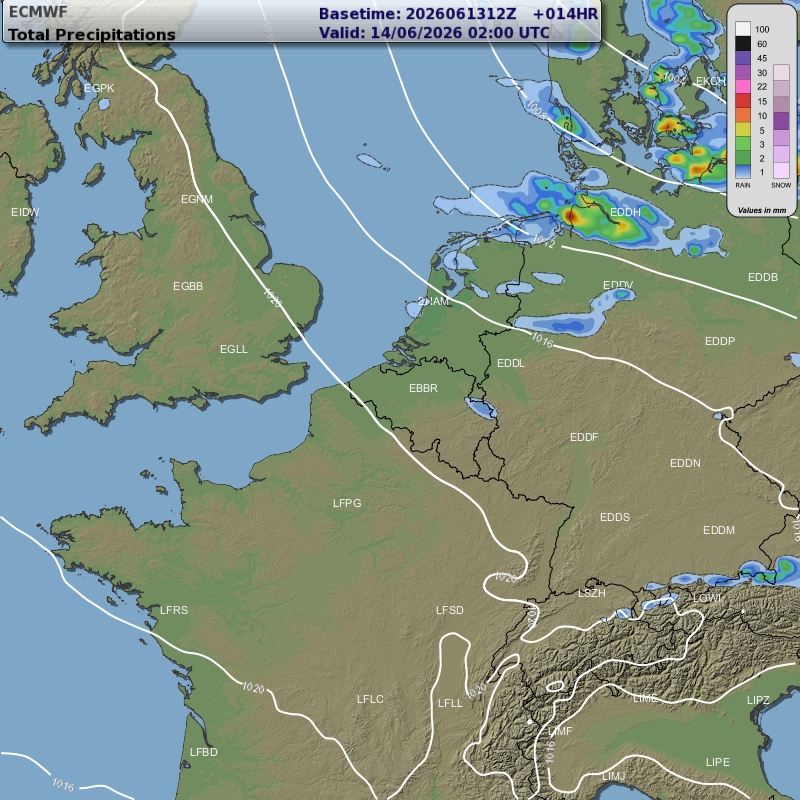 ECMWF
Basetime: 2026061312Z +014HR
Total Precipitations
Valid: 14/06/2026 02:00 UTC
100
60
45
30
22
15
10
5
3
2
1
RAIN SNOW
Values in mm
EGPK
EKCH
1004
1008
EIDW
EGNM
EDDH
1012
EGBB
1020
EHAM
EDDV
EDDB
EGLL
1016
EDDP
EDDL
EBBR
EDDF
EDDN
LFPG
EDDS
EDDM
1016
1020
LSZH
LOWI
LFRS
LFSD
1020
1020
1020
LFLC
LFLL
LIME
LIPZ
LIMF
LFBD
1016
LIPE
LIMJ
1016